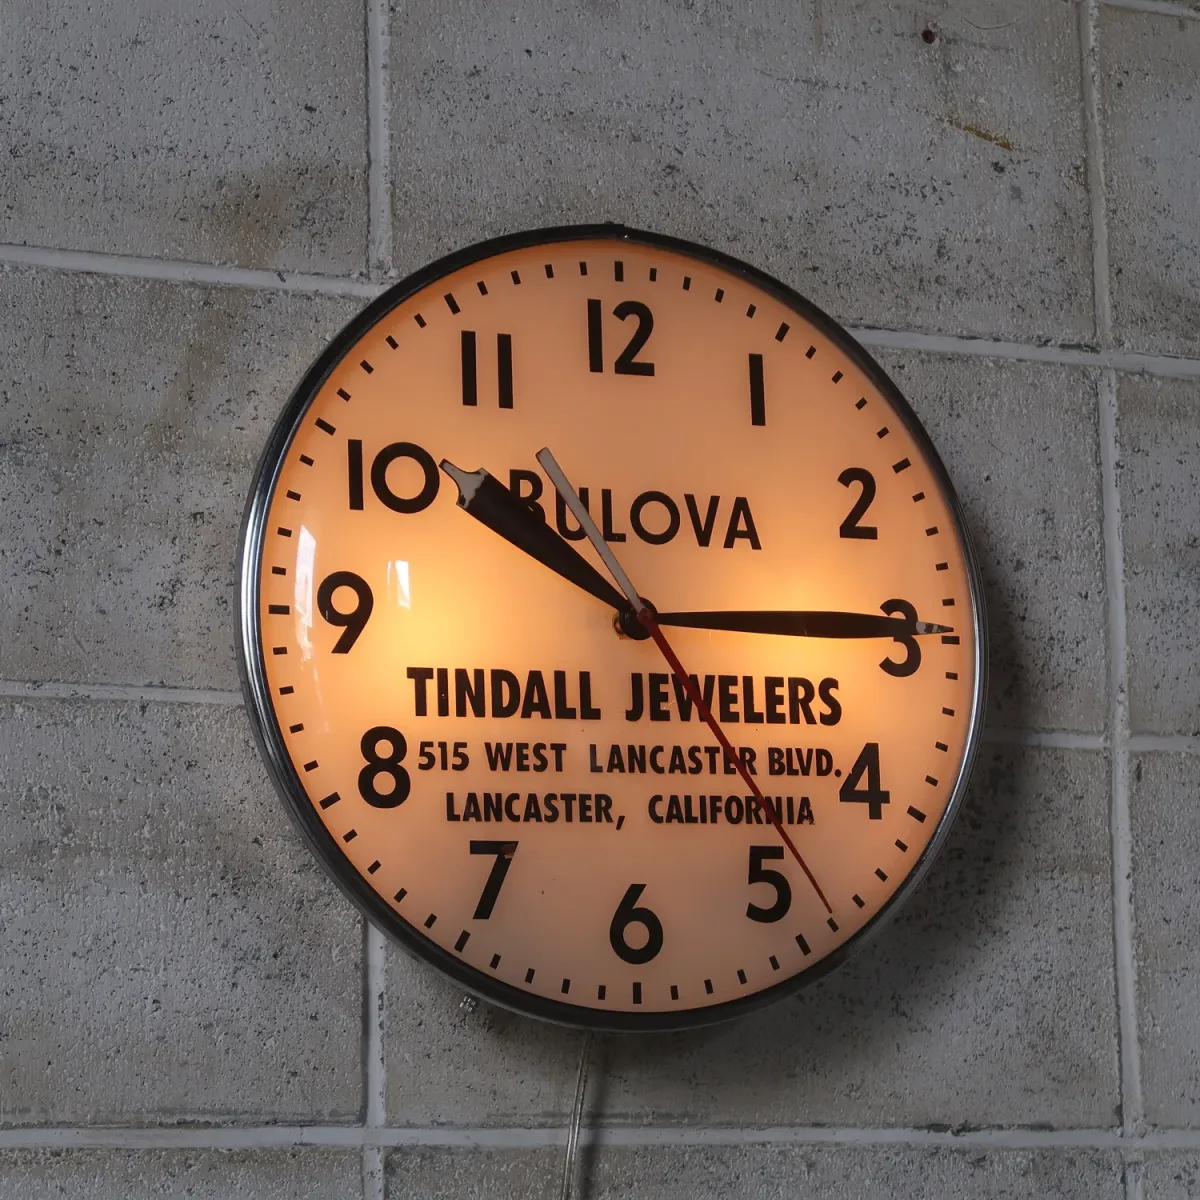 12
11 1
10 2
BULOVA
9 3
TINDALL JEWELERS
515 WEST LANCASTER BLVD.
8 4
LANCASTER, CALIFORNIA
7 5
6